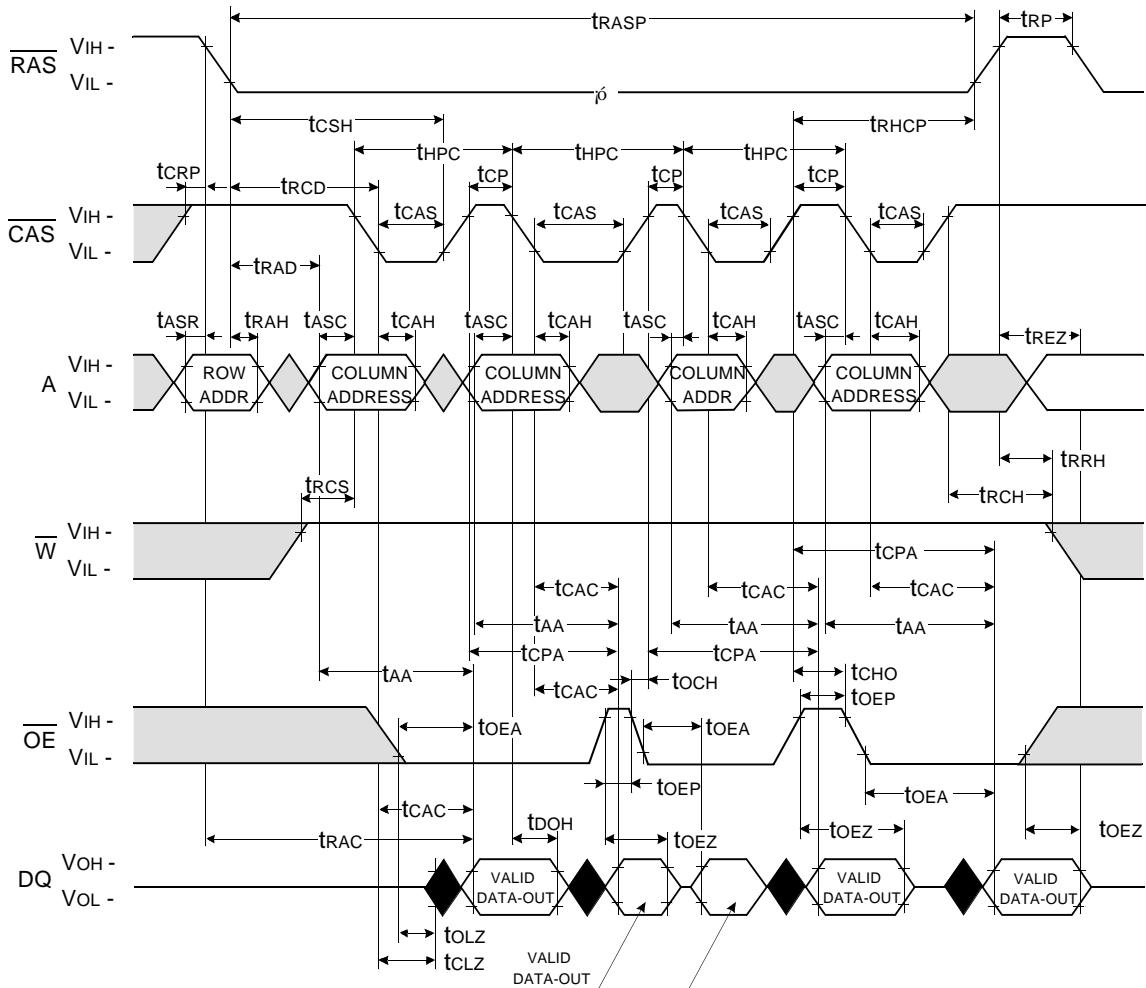 tRASP
tRP
RAS
VIH -
VIL -
¡ó
tCSH
tRHCP
tHPC
tHPC
tHPC
tCRP
tRCD
tCP
tCP
tCP
CAS
VIH -
VIL -
tCAS
tCAS
tCAS
tCAS
tRAD
tASR
tRAH
tASC
tCAH
tASC
tCAH
tASC
tCAH
tASC
tCAH
tREZ
A
VIH -
VIL -
ROW
ADDR
COLUMN
ADDRESS
COLUMN
ADDRESS
COLUMN
ADDR
COLUMN
ADDRESS
tRRH
tRCS
tRCH
W
VIH -
VIL -
tCPA
tCAC
tCAC
tCAC
tAA
tAA
tAA
tCPA
tCPA
tAA
tCHO
tCAC
tOCH
tOEP
OE
VIH -
VIL -
tOEA
tOEA
tOEP
tOEA
tCAC
tDOH
tOEZ
tOEZ
tOEZ
tRAC
DQ
VOH -
VOL -
VALID
DATA-OUT
VALID
DATA-OUT
VALID
DATA-OUT
tOLZ
tCLZ
VALID
DATA-OUT